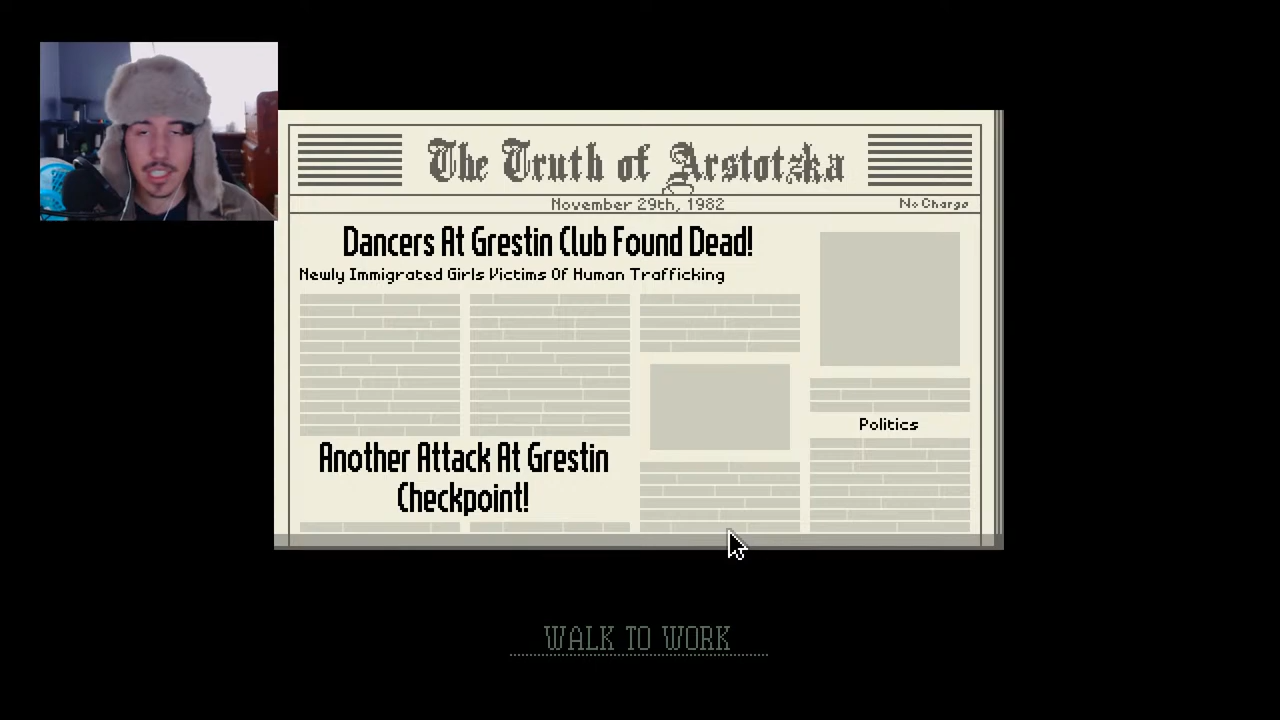 The Truth of Arstotzka
November 29th, 1982
No Charge
Dancers At Grestin Club Found Dead!
Newly Immigrated Girls Victims Of Human Trafficking
Another Attack At Grestin
Checkpoint!
Politics
WALK TO WORK